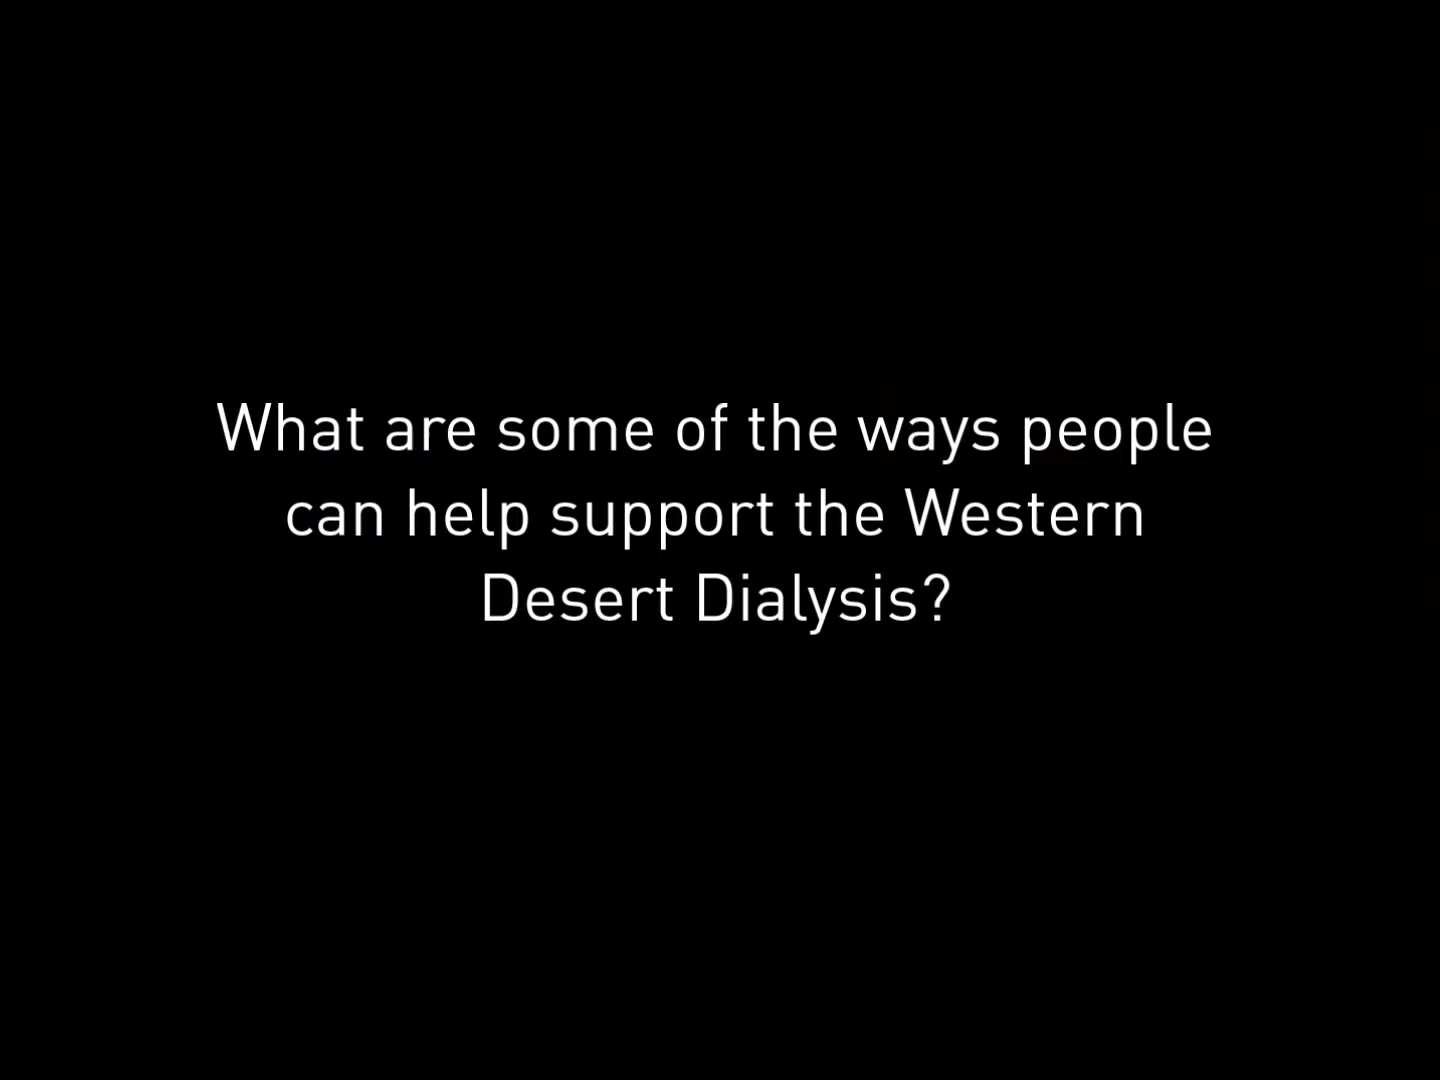 What are some of the ways people
can help support the Western
Desert Dialysis?